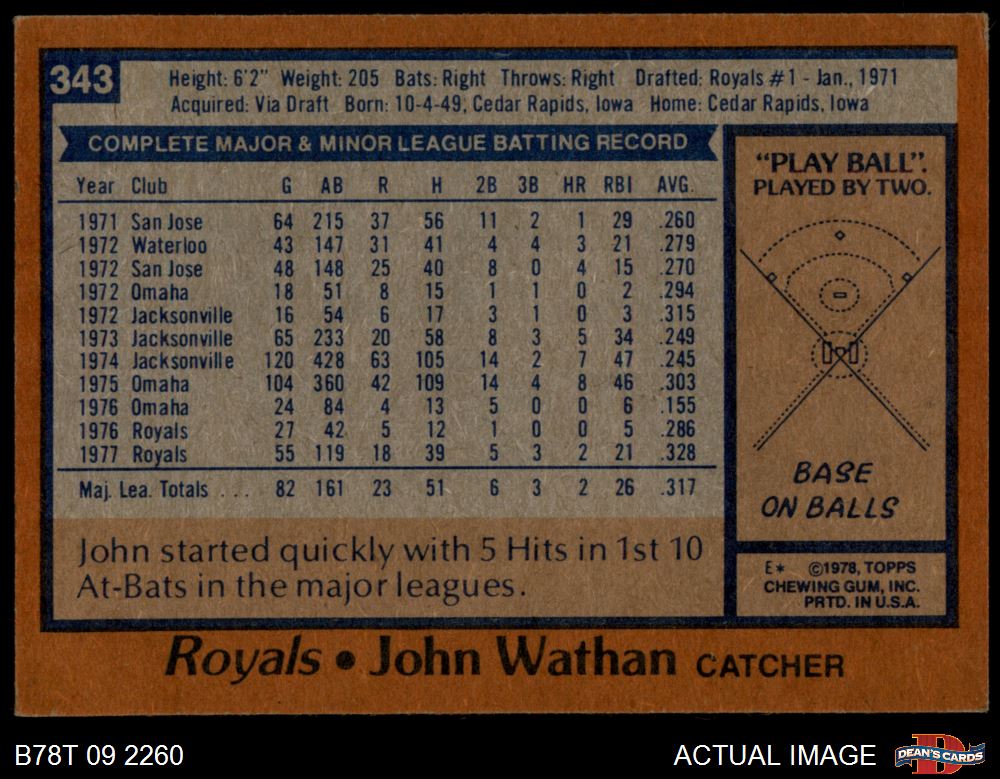 343
Height: 6'2" Weight: 205 Bats: Right Throws: Right Drafted: Royals #1 - Jan., 1971
Acquired: Via Draft Born: 10-4-49, Cedar Rapids, Iowa Home: Cedar Rapids, Iowa
COMPLETE MAJOR & MINOR LEAGUE BATTING RECORD
Year Club G AB R H 2B 3B HR RBI AVG.
1971 San Jose 64 215 37 56 11 2 1 29 .260
1972 Waterloo 43 147 31 41 4 4 3 21 .279
1972 San Jose 48 148 25 40 8 0 4 15 .270
1972 Omaha 18 51 8 15 1 1 0 2 .294
1972 Jacksonville 16 54 6 17 3 1 0 3 .315
1973 Jacksonville 65 233 20 58 8 3 5 34 .249
1974 Jacksonville 120 428 63 105 14 2 7 47 .245
1975 Omaha 104 360 42 109 14 4 8 46 .303
1976 Omaha 24 84 4 13 5 0 0 6 .155
1976 Royals 27 42 5 12 1 0 0 5 .286
1977 Royals 55 119 18 39 5 3 2 21 .328
Maj. Lea. Totals . . . 82 161 23 51 6 3 2 26 .317
John started quickly with 5 Hits in 1st 10
At-Bats in the major leagues.
"PLAY BALL".
PLAYED BY TWO.
BASE
ON BALLS
E* ©1978, TOPPS
CHEWING GUM, INC.
PRTD. IN U.S.A.
Royals • John Wathan CATCHER
B78T 09 2260
ACTUAL IMAGE
D
DEAN'S CARDS